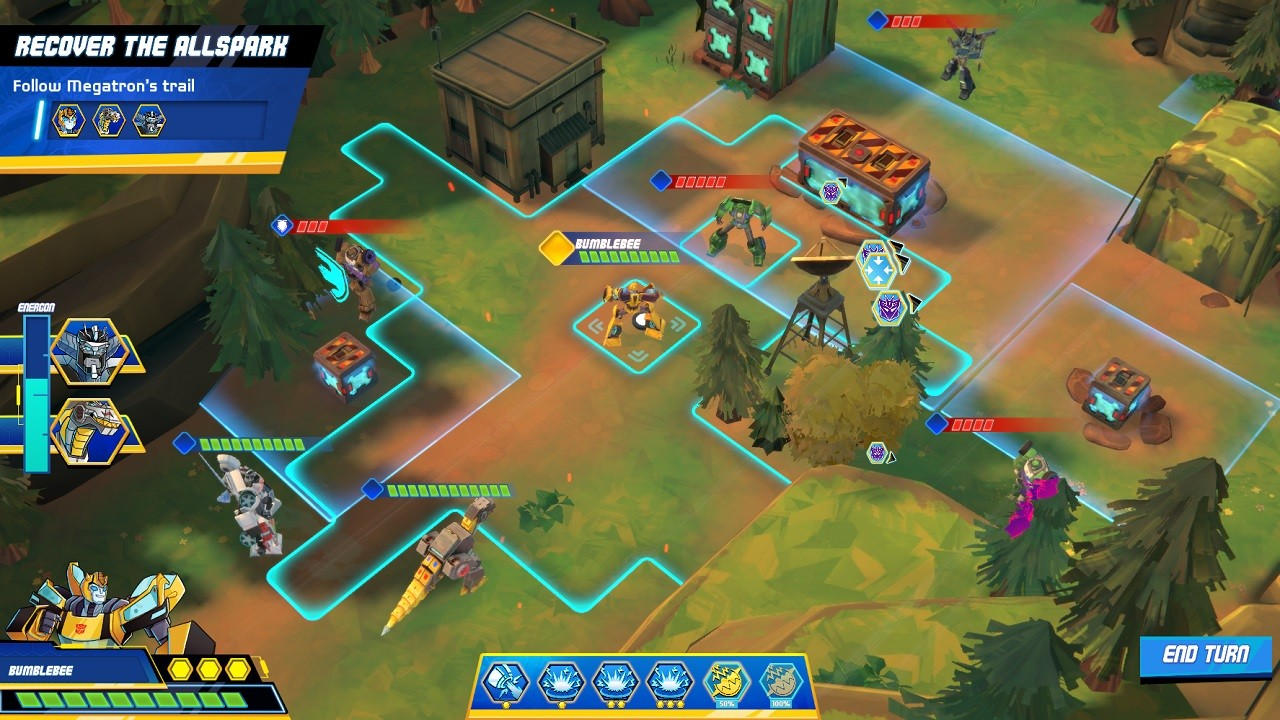 RECOVER THE ALLSPARK
Follow Megatron's trail
BUMBLEBEE
ENERGON
BUMBLEBEE
50%
100%
END TURN